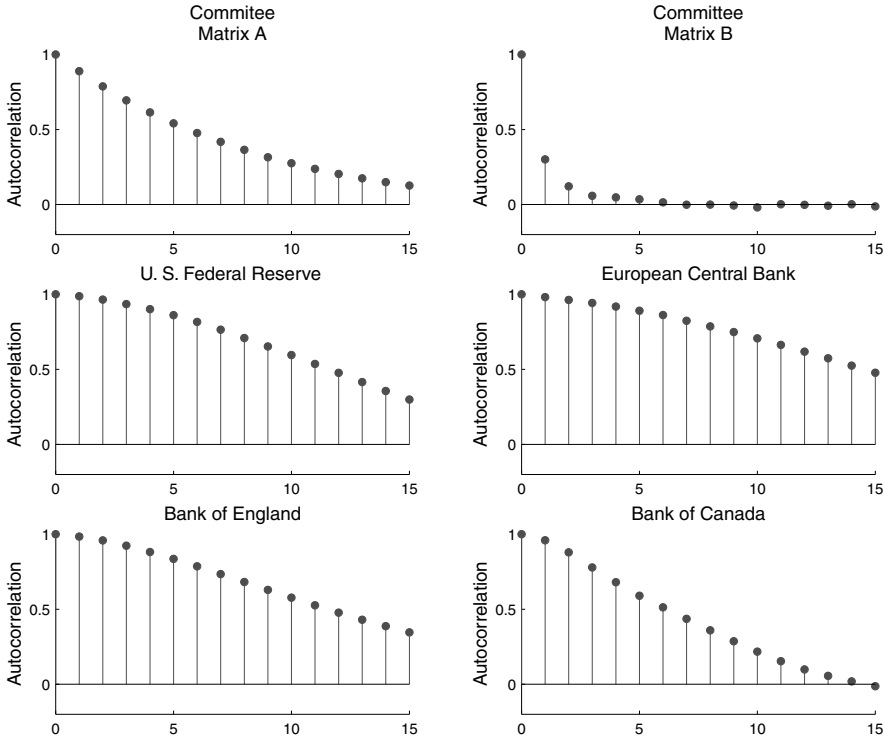 Commitee
Matrix A
Autocorrelation
1
0.5
0
0 5 10 15
Committee
Matrix B
Autocorrelation
1
0.5
0
0 5 10 15
U. S. Federal Reserve
Autocorrelation
1
0.5
0
0 5 10 15
European Central Bank
Autocorrelation
1
0.5
0
0 5 10 15
Bank of England
Autocorrelation
1
0.5
0
0 5 10 15
Bank of Canada
Autocorrelation
1
0.5
0
0 5 10 15